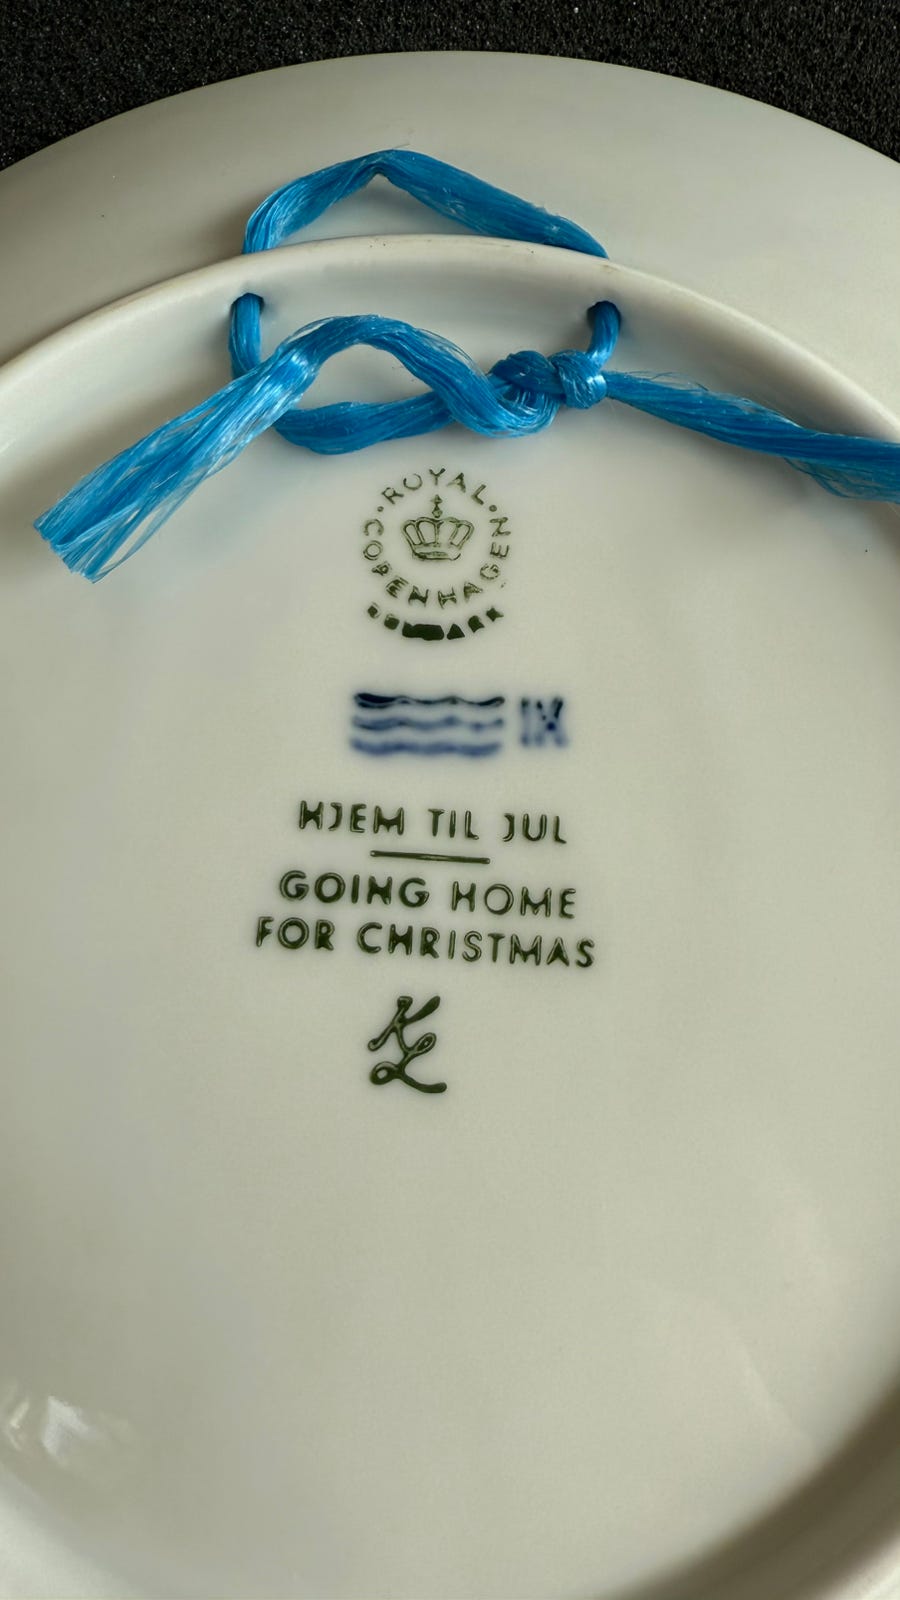 ROYAL COPENHAGEN
DENMARK
IX
HJEM TIL JUL
GOING HOME
FOR CHRISTMAS
KL